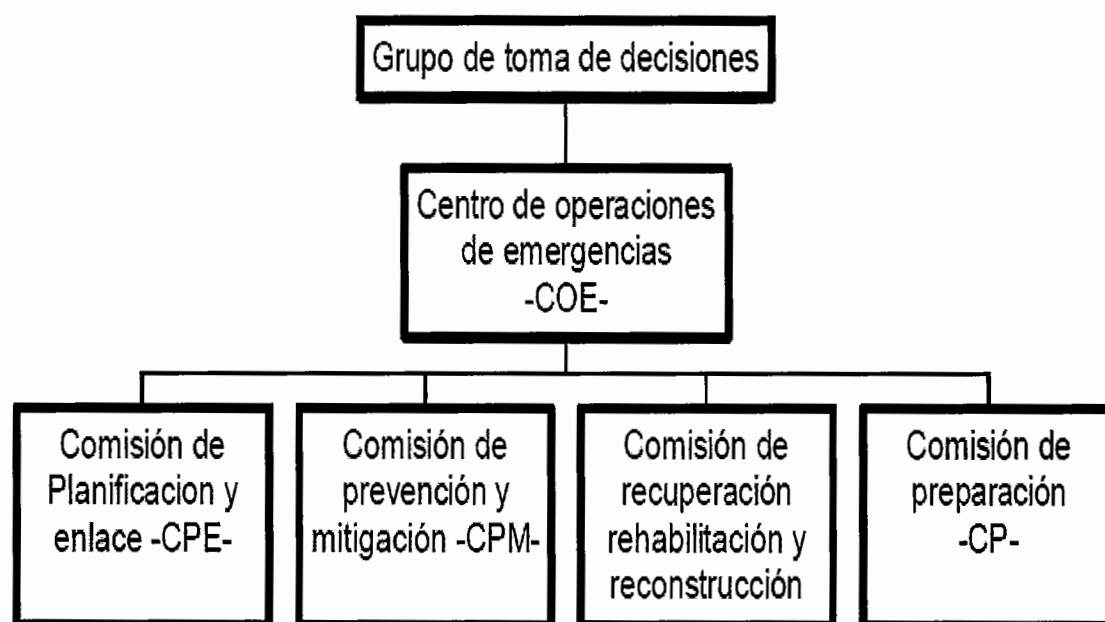 Grupo de toma de decisiones
Centro de operaciones
de emergencias
-COE-
Comisión de
Planificacion y
enlace -CPE-
Comisión de
prevención y
mitigación -CPM-
Comisión de
recuperación
rehabilitación y
reconstrucción
Comisión de
preparación
-CP-